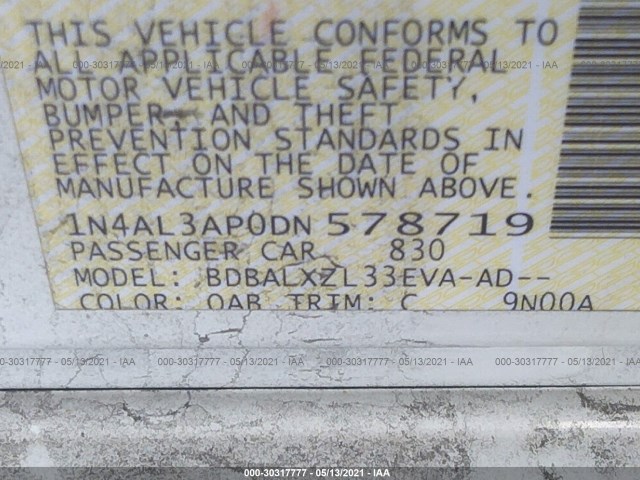 THIS VEHICLE CONFORMS TO
ALL APPLICABLE FEDERAL
MOTOR VEHICLE SAFETY,
BUMPER, AND THEFT
PREVENTION STANDARDS IN
EFFECT ON THE DATE OF
MANUFACTURE SHOWN ABOVE.
1N4AL3AP0DN578719
PASSENGER CAR 830
MODEL: BDBALXZL33EVA-AD--
COLOR: QAB TRIM: C 9N00A
000-30317777 - 05/13/2021 - IAA